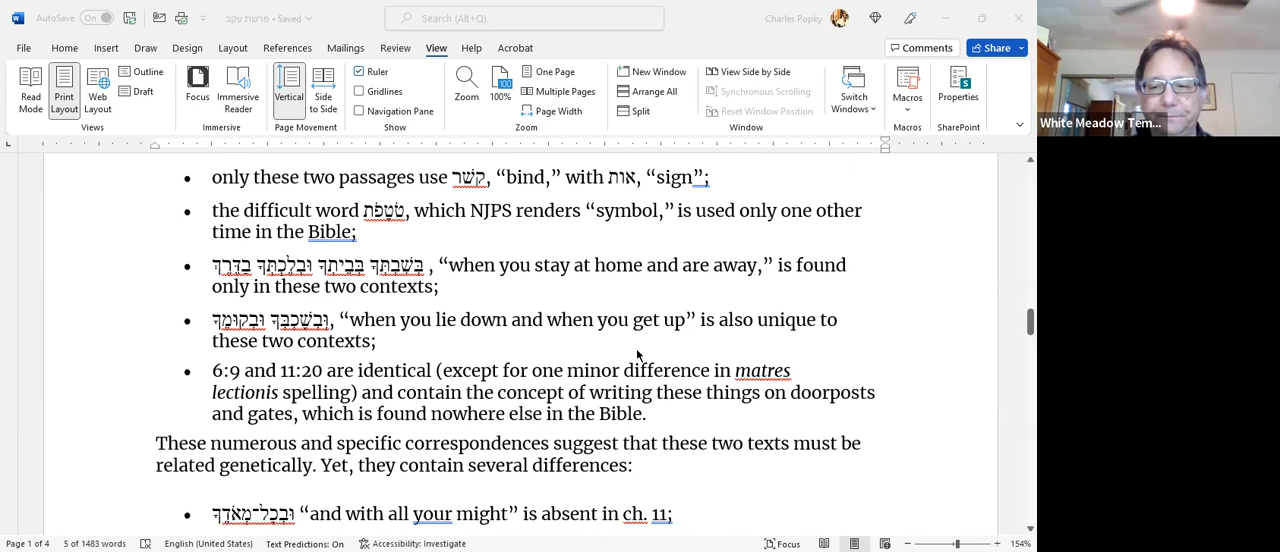 AutoSave On פרשת עקב • Saved Search (Alt+Q) Charles Popky
File Home Insert Draw Design Layout References Mailings Review View Help Acrobat Comments Share
Read Mode Print Layout Web Layout Outline Draft Views
Focus Immersive Reader Immersive
Vertical Side to Side Page Movement
Ruler Gridlines Navigation Pane Show
Zoom 100% One Page Multiple Pages Page Width Zoom
New Window Arrange All Split View Side by Side Synchronous Scrolling Reset Window Position Switch Windows Window
Macros Macros
Properties SharePoint
White Meadow Tem...
• only these two passages use קשׁר, “bind,” with אות, “sign”;
• the difficult word טֹטָפֹת, which NJPS renders “symbol,” is used only one other
time in the Bible;
• בְּשִׁבְתְּךָ בְּבֵיתֶךָ וּבְלֶכְתְּךָ בַדֶּרֶךְ , “when you stay at home and are away,” is found
only in these two contexts;
• וּבְשָׁכְבְּךָ וּבְקוּמֶךָ, “when you lie down and when you get up” is also unique to
these two contexts;
• 6:9 and 11:20 are identical (except for one minor difference in matres
lectionis spelling) and contain the concept of writing these things on doorposts
and gates, which is found nowhere else in the Bible.
These numerous and specific correspondences suggest that these two texts must be
related genetically. Yet, they contain several differences:
• וּבְכָל־מְאֹדֶךָ “and with all your might” is absent in ch. 11;
Page 1 of 4 5 of 1483 words English (United States) Text Predictions: On Accessibility: Investigate Focus 154%